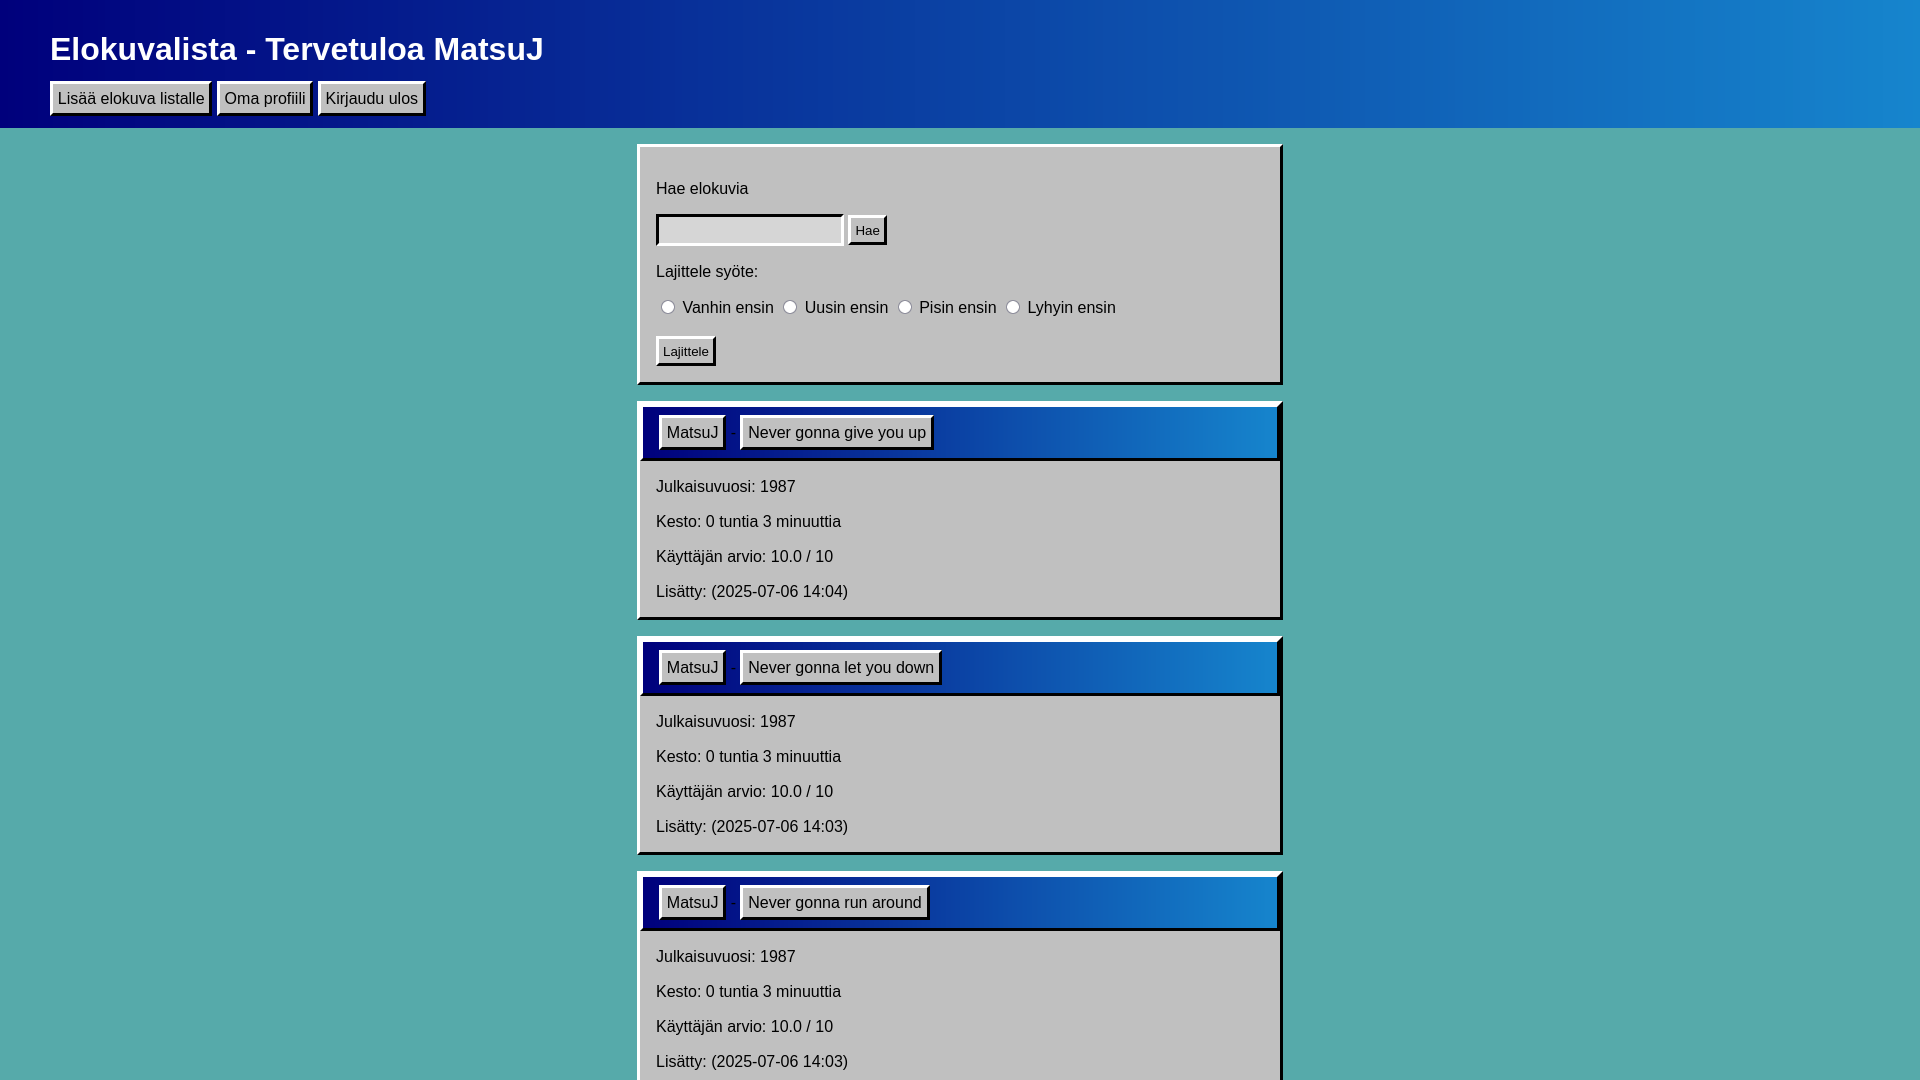 Elokuvalista - Tervetuloa MatsuJ
Lisää elokuva listalle Oma profiili Kirjaudu ulos
Hae elokuvia
Hae
Lajittele syöte:
Vanhin ensin Uusin ensin Pisin ensin Lyhyin ensin
Lajittele
MatsuJ - Never gonna give you up
Julkaisuvuosi: 1987
Kesto: 0 tuntia 3 minuuttia
Käyttäjän arvio: 10.0 / 10
Lisätty: (2025-07-06 14:04)
MatsuJ - Never gonna let you down
Julkaisuvuosi: 1987
Kesto: 0 tuntia 3 minuuttia
Käyttäjän arvio: 10.0 / 10
Lisätty: (2025-07-06 14:03)
MatsuJ - Never gonna run around
Julkaisuvuosi: 1987
Kesto: 0 tuntia 3 minuuttia
Käyttäjän arvio: 10.0 / 10
Lisätty: (2025-07-06 14:03)